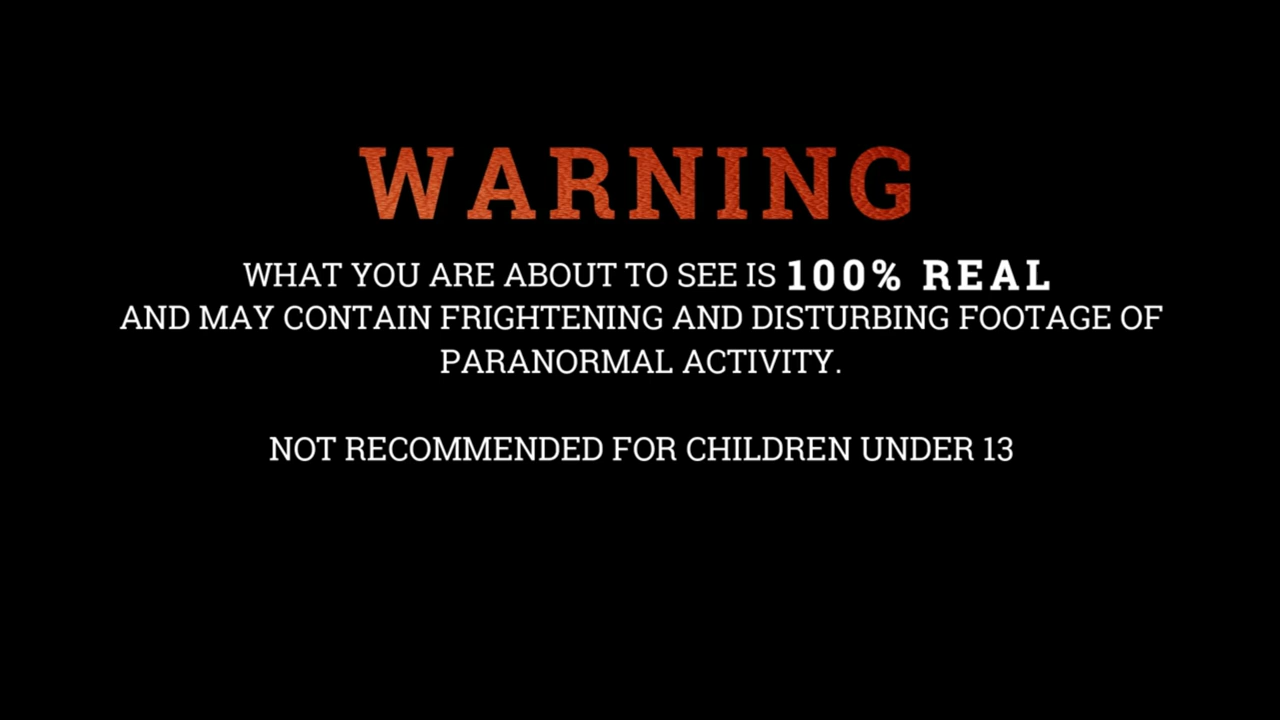 WARNING
WHAT YOU ARE ABOUT TO SEE IS 100% REAL
AND MAY CONTAIN FRIGHTENING AND DISTURBING FOOTAGE OF
PARANORMAL ACTIVITY.
NOT RECOMMENDED FOR CHILDREN UNDER 13